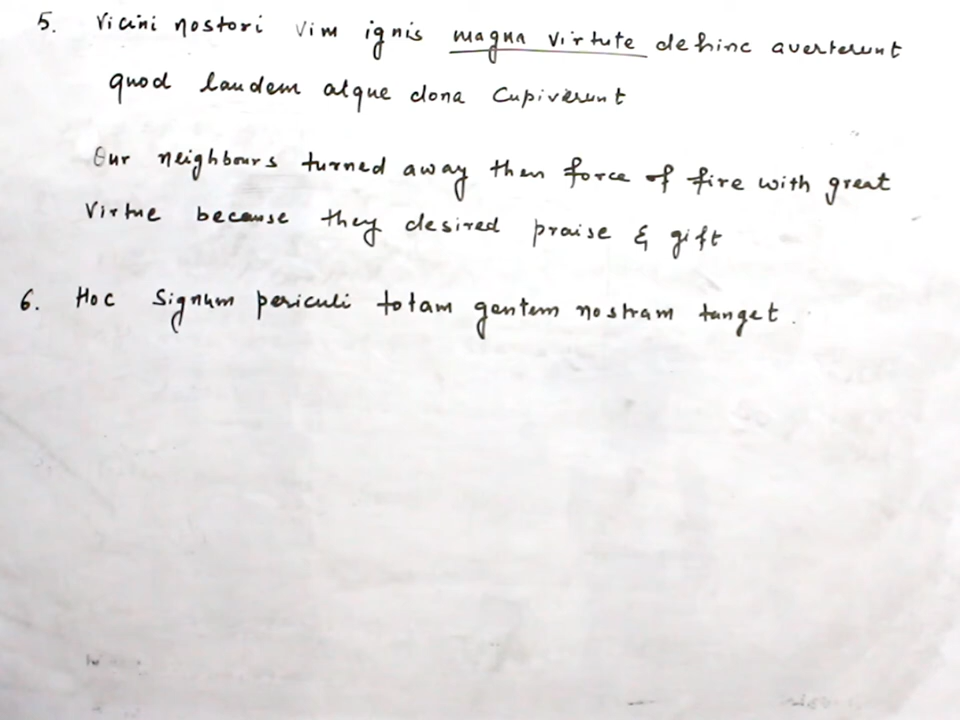 5. Vicini nostori vim ignis magna virtute dehinc averterunt
quod laudem atque dona Cupiverunt
Our neighbours turned away then force of fire with great
Virtue because they desired praise & gift
6. Hoc Signum periculi totam gentem nostram tanget.